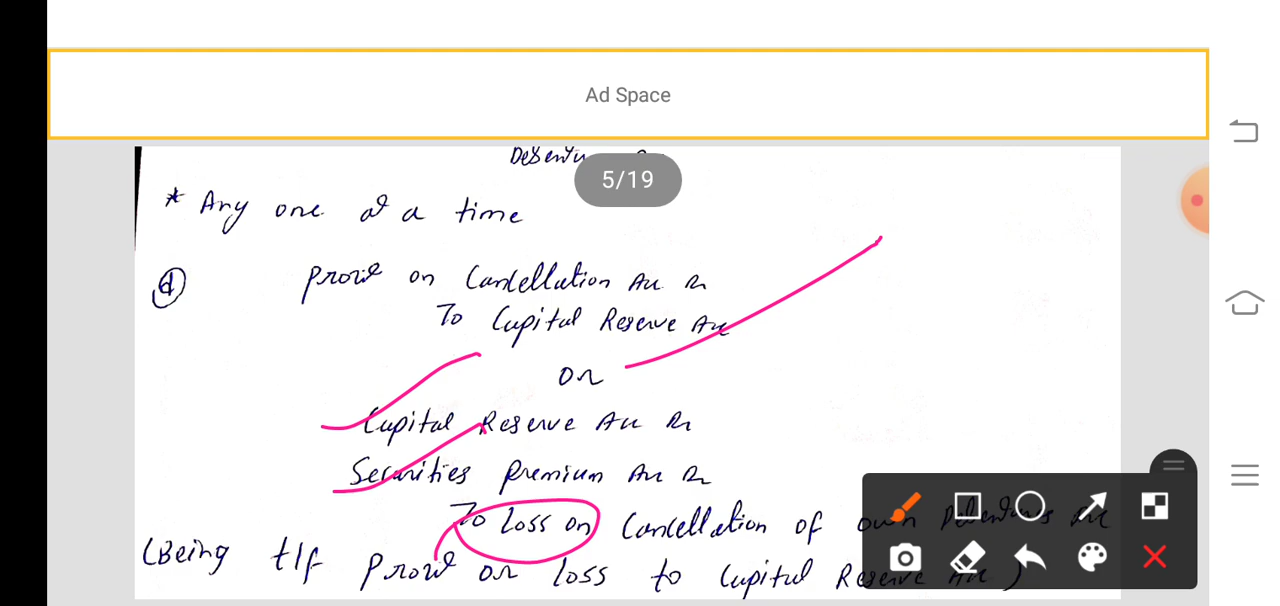 Ad Space
5/19
* Any one at a time
d Profit on Cancellation A/c Dr
To Capital Reserve A/c
Or
Capital Reserve A/c Dr
Securities Premium A/c Dr
To Loss on Cancellation of own Debentures A/c
(Being t/f Profit or loss to Capital Reserve A/c)